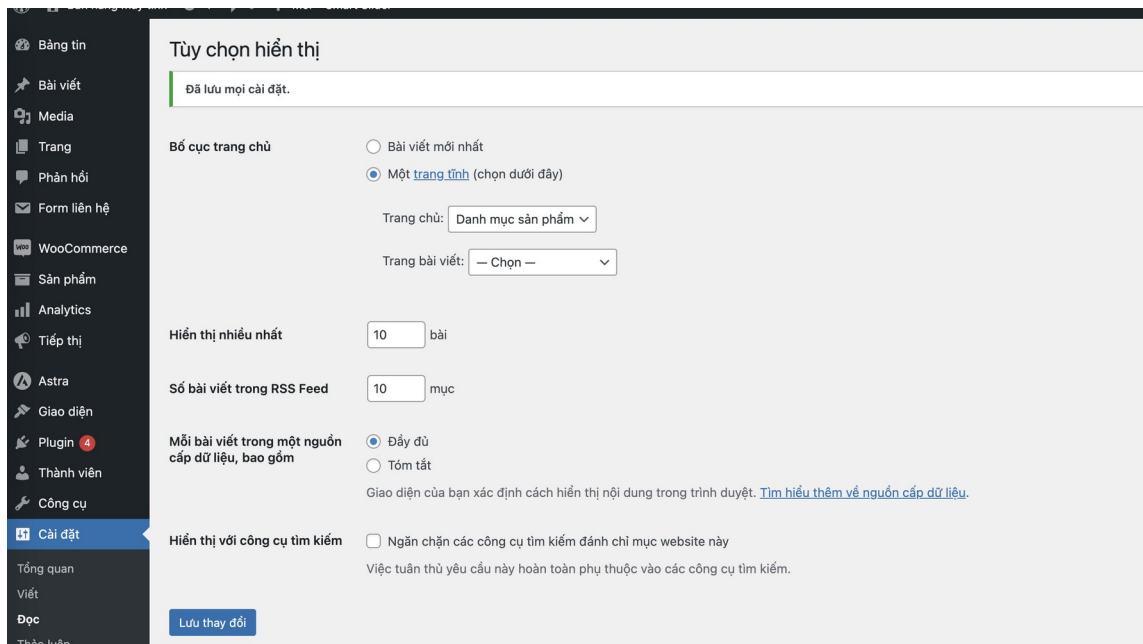 Bảng tin
Bài viết
Media
Trang
Phản hồi
Form liên hệ
WooCommerce
Sản phẩm
Analytics
Tiếp thị
Astra
Giao diện
Plugin 4
Thành viên
Công cụ
Cài đặt
Tổng quan
Viết
Đọc
Tùy chọn hiển thị
Đã lưu mọi cài đặt.
Bố cục trang chủ
Bài viết mới nhất
Một trang tĩnh (chọn dưới đây)
Trang chủ: Danh mục sản phẩm
Trang bài viết: — Chọn —
Hiển thị nhiều nhất
10 bài
Số bài viết trong RSS Feed
10 mục
Mỗi bài viết trong một nguồn
cấp dữ liệu, bao gồm
Đầy đủ
Tóm tắt
Giao diện của bạn xác định cách hiển thị nội dung trong trình duyệt. Tìm hiểu thêm về nguồn cấp dữ liệu.
Hiển thị với công cụ tìm kiếm
Ngăn chặn các công cụ tìm kiếm đánh chỉ mục website này
Việc tuân thủ yêu cầu này hoàn toàn phụ thuộc vào các công cụ tìm kiếm.
Lưu thay đổi